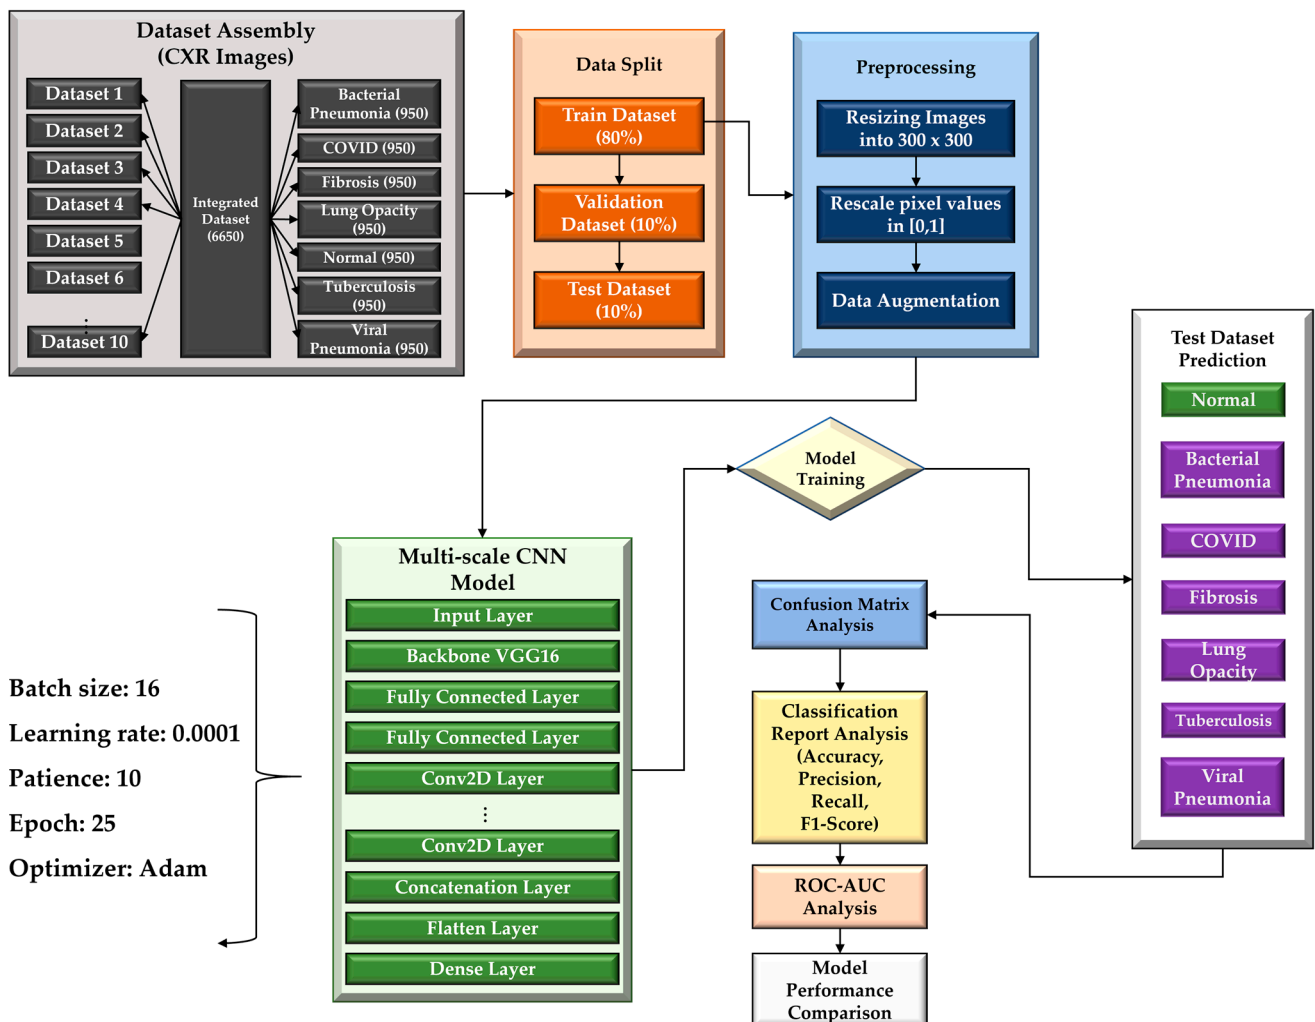 Dataset Assembly
(CXR Images)
Dataset 1
Dataset 2
Dataset 3
Dataset 4
Dataset 5
Dataset 6
⋮
Dataset 10
Integrated
Dataset
(6650)
Bacterial
Pneumonia (950)
COVID (950)
Fibrosis (950)
Lung Opacity
(950)
Normal (950)
Tuberculosis
(950)
Viral
Pneumonia (950)
Data Split
Train Dataset
(80%)
Validation
Dataset (10%)
Test Dataset
(10%)
Preprocessing
Resizing Images
into 300 x 300
Rescale pixel values
in [0,1]
Data Augmentation
Test Dataset
Prediction
Normal
Bacterial
Pneumonia
COVID
Fibrosis
Lung
Opacity
Tuberculosis
Viral
Pneumonia
Model
Training
Multi-scale CNN
Model
Input Layer
Backbone VGG16
Fully Connected Layer
Fully Connected Layer
Conv2D Layer
⋮
Conv2D Layer
Concatenation Layer
Flatten Layer
Dense Layer
Batch size: 16
Learning rate: 0.0001
Patience: 10
Epoch: 25
Optimizer: Adam
Confusion Matrix
Analysis
Classification
Report Analysis
(Accuracy,
Precision,
Recall,
F1-Score)
ROC-AUC
Analysis
Model
Performance
Comparison